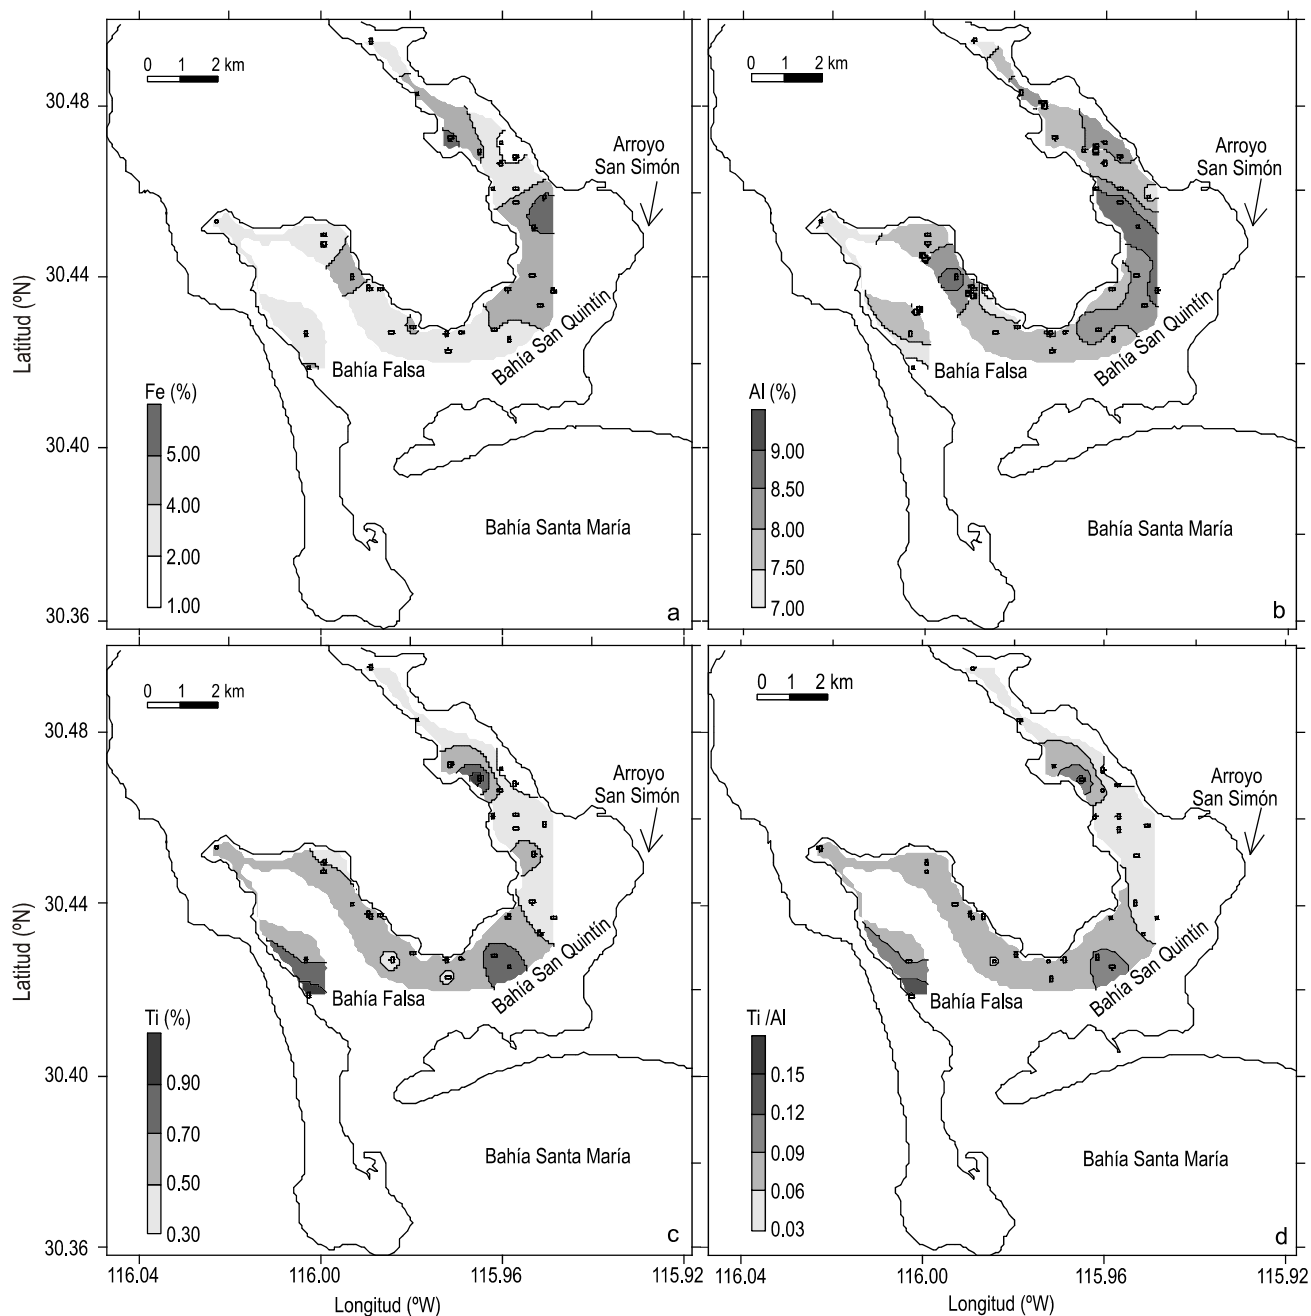 0 1 2 km
Arroyo
San Simón
30.48
30.44
30.40
30.36
Latitud (ºN)
Bahía Falsa
Bahía San Quintín
Bahía Santa María
Fe (%)
5.00
4.00
2.00
1.00
a
0 1 2 km
Arroyo
San Simón
Bahía Falsa
Bahía San Quintín
Bahía Santa María
Al (%)
9.00
8.50
8.00
7.50
7.00
b
0 1 2 km
Arroyo
San Simón
30.48
30.44
30.40
30.36
Latitud (ºN)
Bahía Falsa
Bahía San Quintín
Bahía Santa María
Ti (%)
0.90
0.70
0.50
0.30
c
116.04 116.00 115.96 115.92
Longitud (ºW)
0 1 2 km
Arroyo
San Simón
Bahía Falsa
Bahía San Quintín
Bahía Santa María
Ti /Al
0.15
0.12
0.09
0.06
0.03
d
116.04 116.00 115.96 115.92
Longitud (ºW)